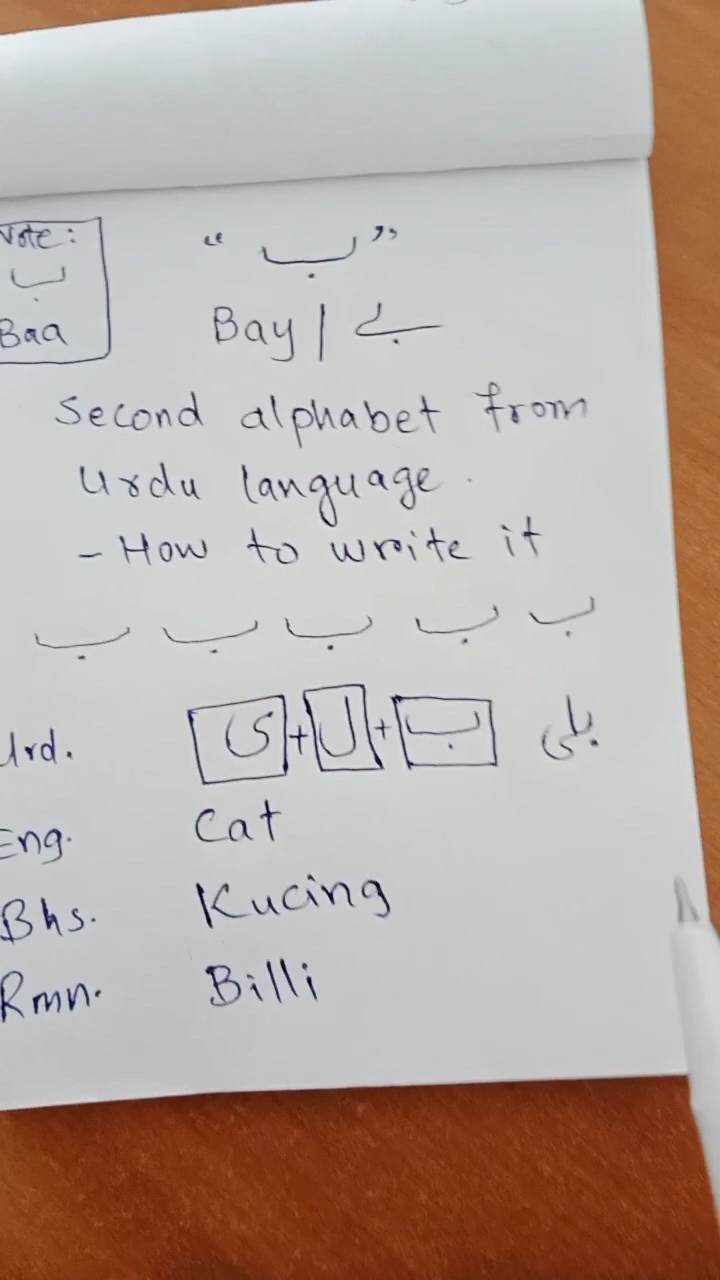 Note:
ب
Baa
“ ب ”
Bay | بے
Second alphabet from
Urdu language.
- How to write it
ب ب ب ب ب
Urd. بلی ب + ل + ی
Eng. Cat
Bhs. Kucing
Rmn. Billi